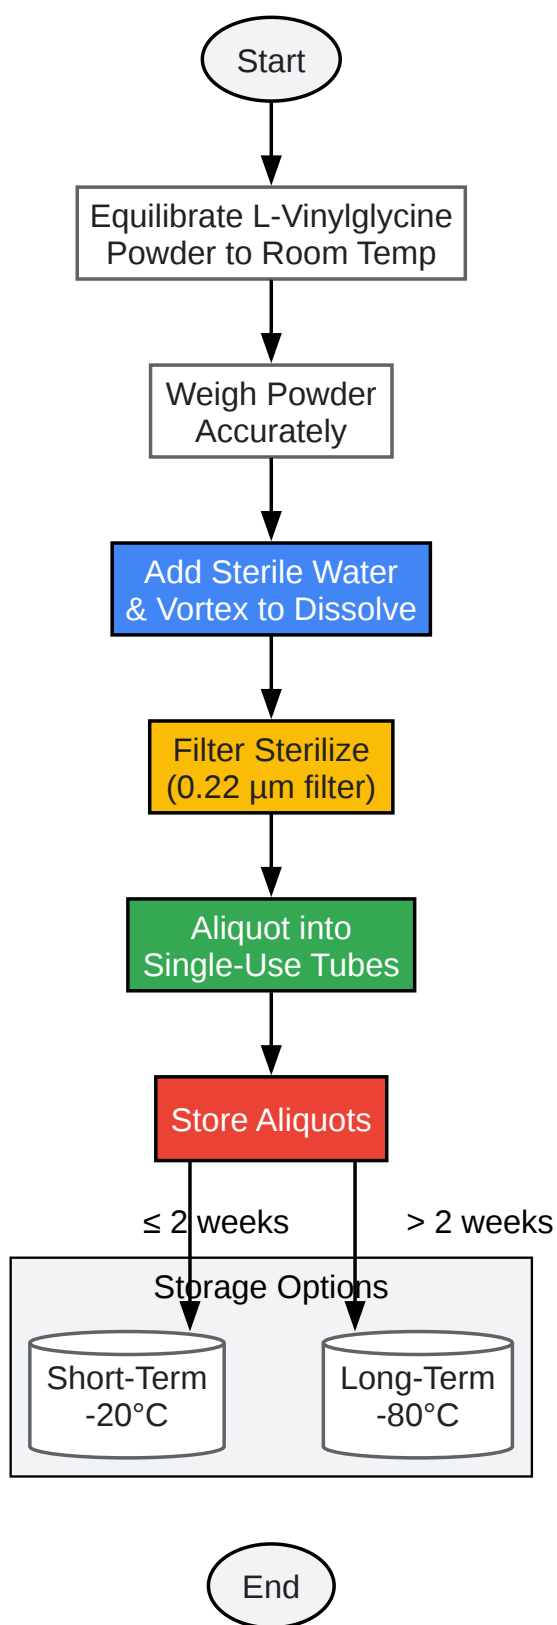 Start
Equilibrate L-Vinylglycine
Powder to Room Temp
Weigh Powder
Accurately
Add Sterile Water
& Vortex to Dissolve
Filter Sterilize
(0.22 µm filter)
Aliquot into
Single-Use Tubes
Store Aliquots
≤ 2 weeks
> 2 weeks
Storage Options
Short-Term
-20°C
Long-Term
-80°C
End